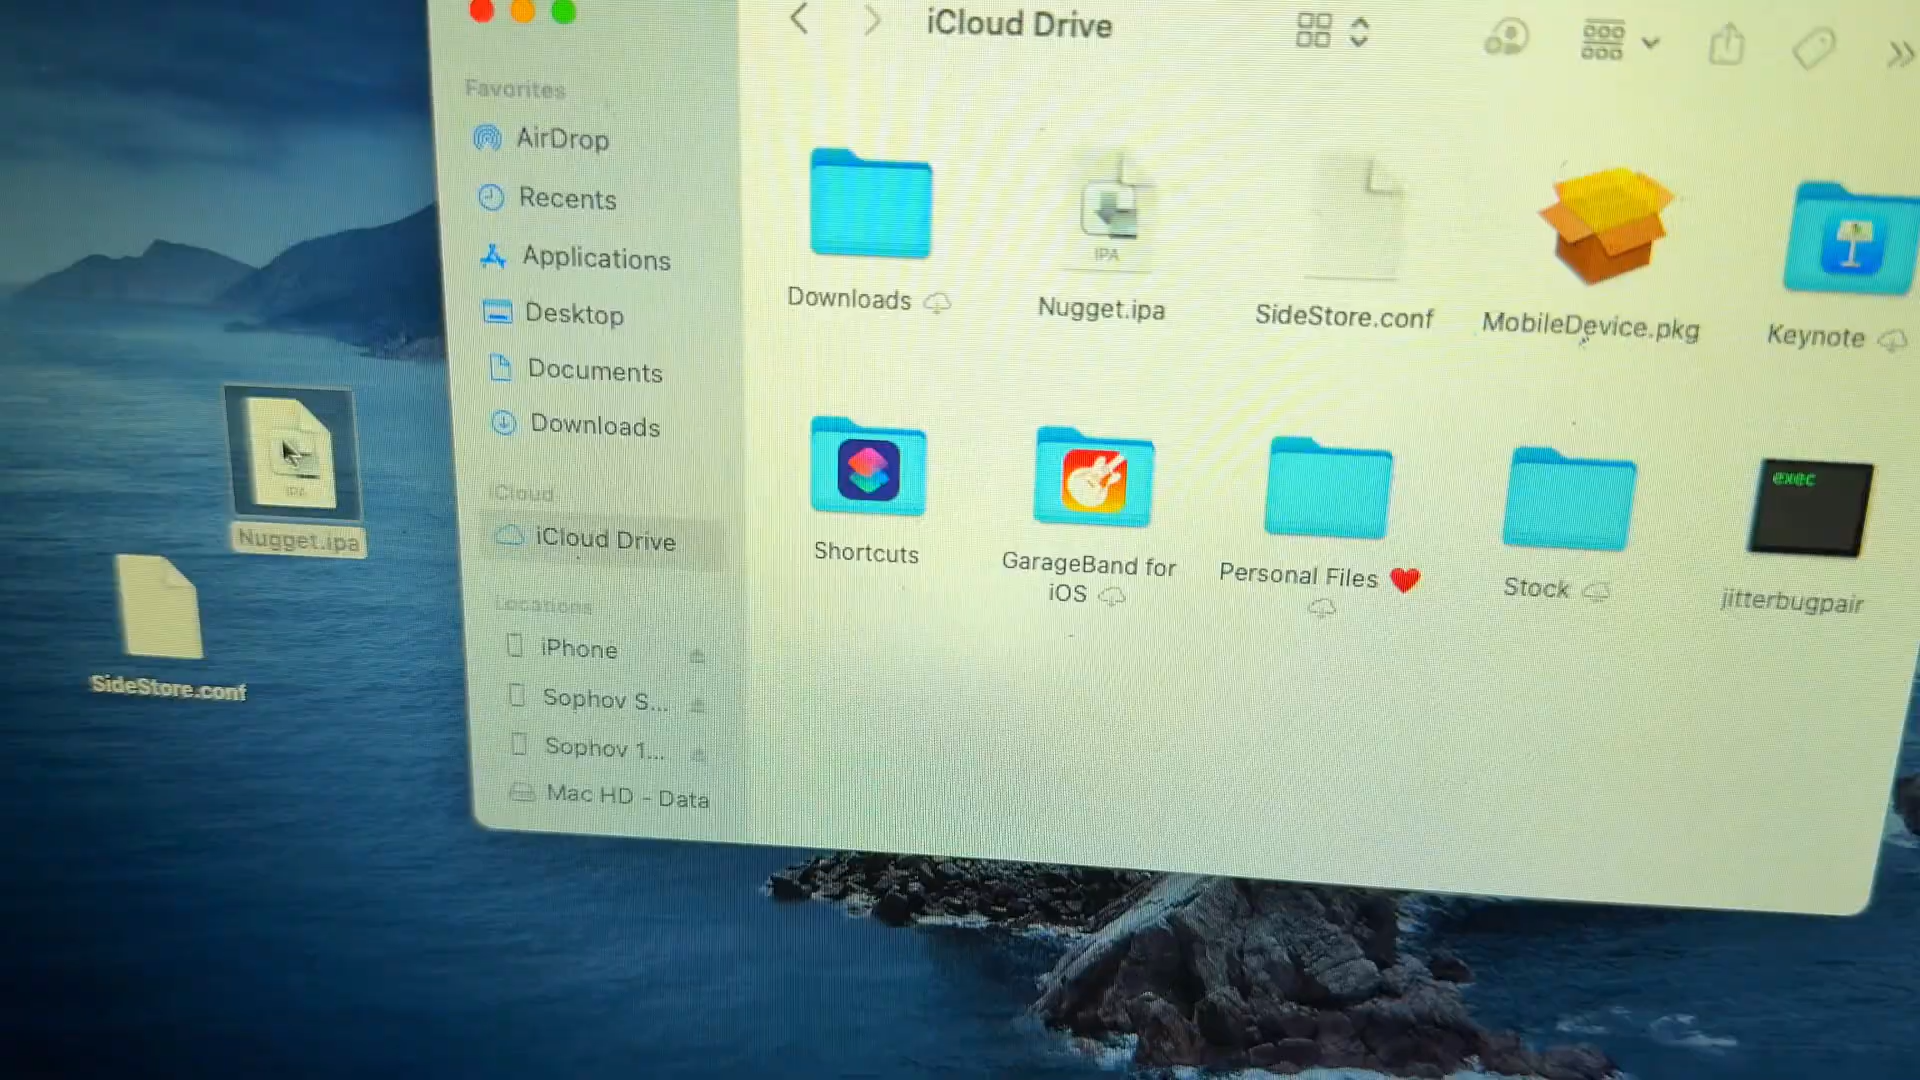 iCloud Drive
Favorites
AirDrop
Recents
Applications
Desktop
Documents
Downloads
iCloud
iCloud Drive
Locations
iPhone
Sophov S...
Sophov 1...
Mac HD - Data
Downloads
IPA
Nugget.ipa
SideStore.conf
MobileDevice.pkg
Keynote
Shortcuts
GarageBand for
iOS
Personal Files ❤️
Stock
exec
jitterbugpair
IPA
Nugget.ipa
SideStore.conf